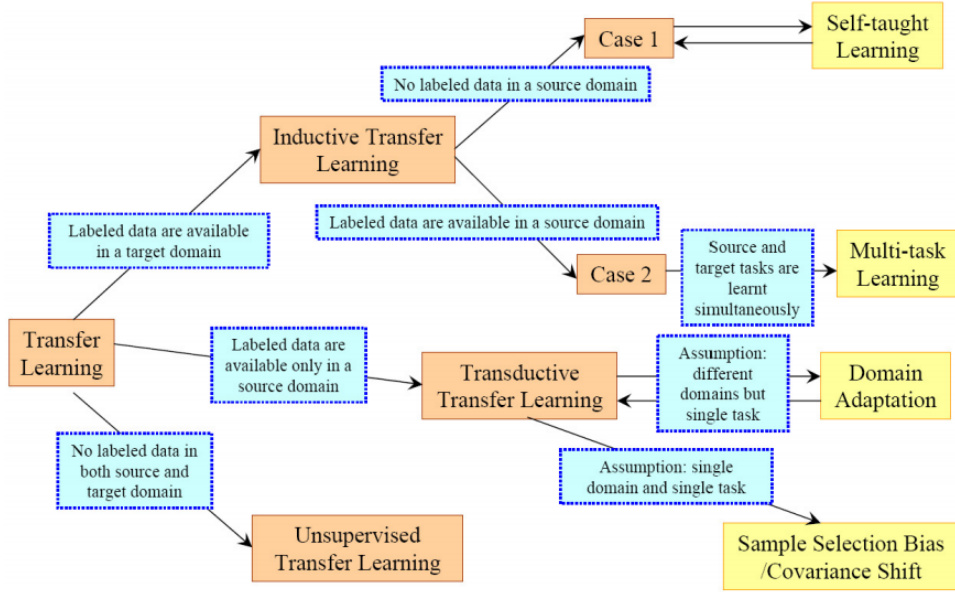 Case 1
Self-taught
Learning
No labeled data in a source domain
Inductive Transfer
Learning
Labeled data are available
in a target domain
Labeled data are available in a source domain
Case 2
Source and
target tasks are
learnt
simultaneously
Multi-task
Learning
Transfer
Learning
Labeled data are
available only in a
source domain
Transductive
Transfer Learning
Assumption:
different
domains but
single task
Domain
Adaptation
No labeled data in
both source and
target domain
Assumption: single
domain and single task
Unsupervised
Transfer Learning
Sample Selection Bias
/Covariance Shift